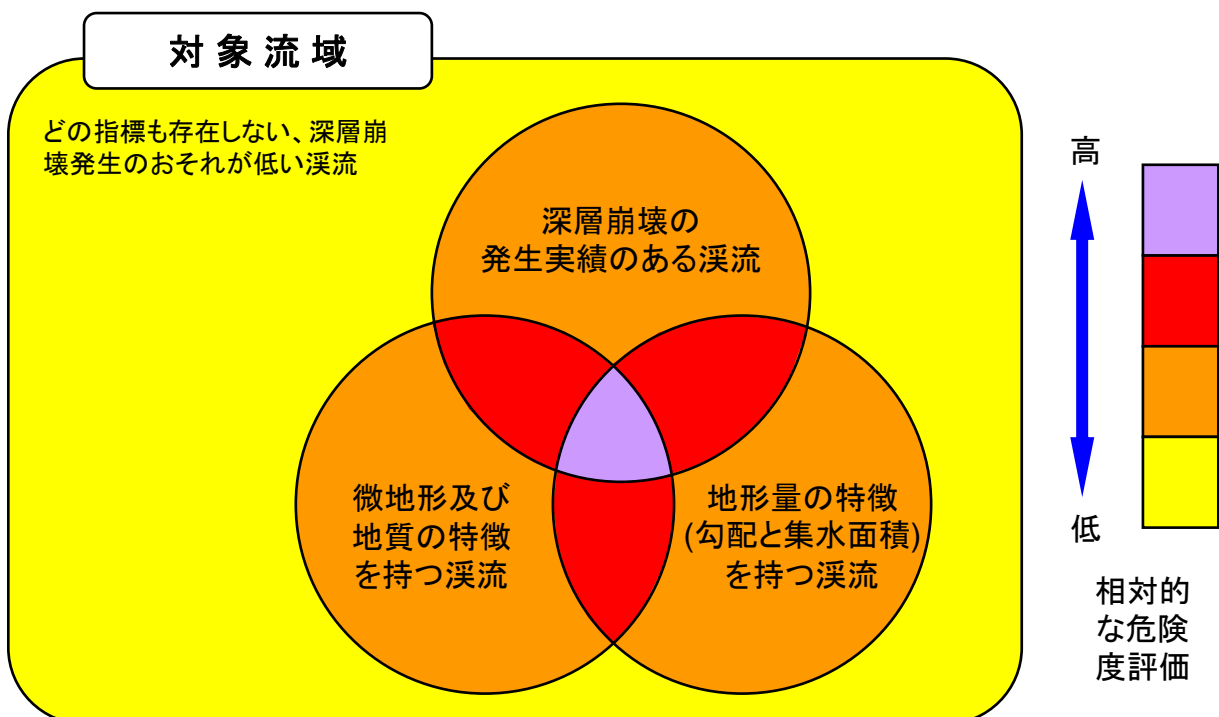 対象流域
どの指標も存在しない、深層崩
壊発生のおそれが低い渓流
深層崩壊の
発生実績のある渓流
微地形及び
地質の特徴
を持つ渓流
地形量の特徴
(勾配と集水面積)
を持つ渓流
高
低
相対的
な危険
度評価